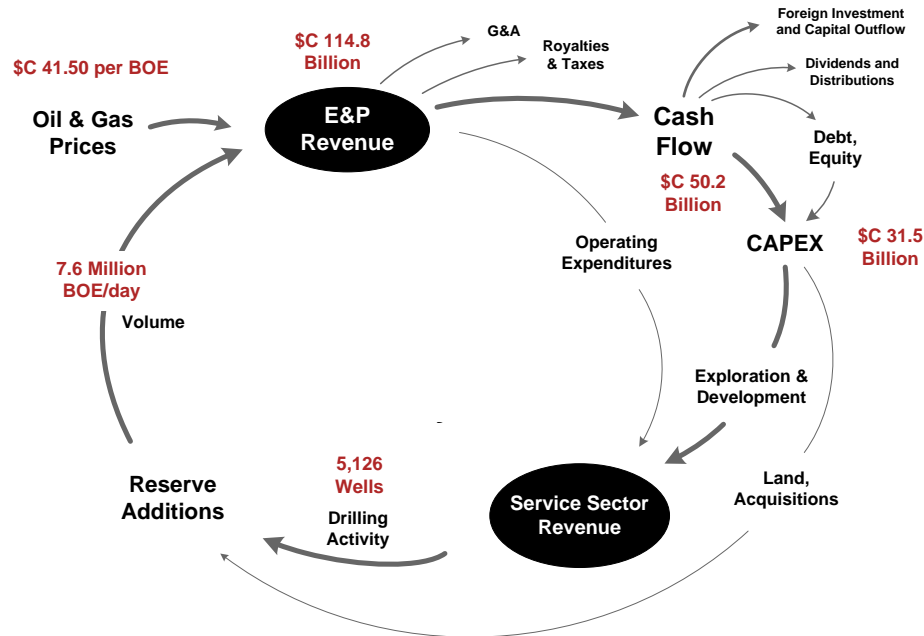 Foreign Investment
and Capital Outflow
$C 114.8
Billion
G&A
Royalties
& Taxes
$C 41.50 per BOE
Dividends and
Distributions
Oil & Gas
Prices
E&P
Revenue
Cash
Flow
Debt,
Equity
$C 50.2
Billion
CAPEX
$C 31.5
Billion
Operating
Expenditures
7.6 Million
BOE/day
Volume
Exploration &
Development
5,126
Wells
Reserve
Additions
Drilling
Activity
Service Sector
Revenue
Land,
Acquisitions